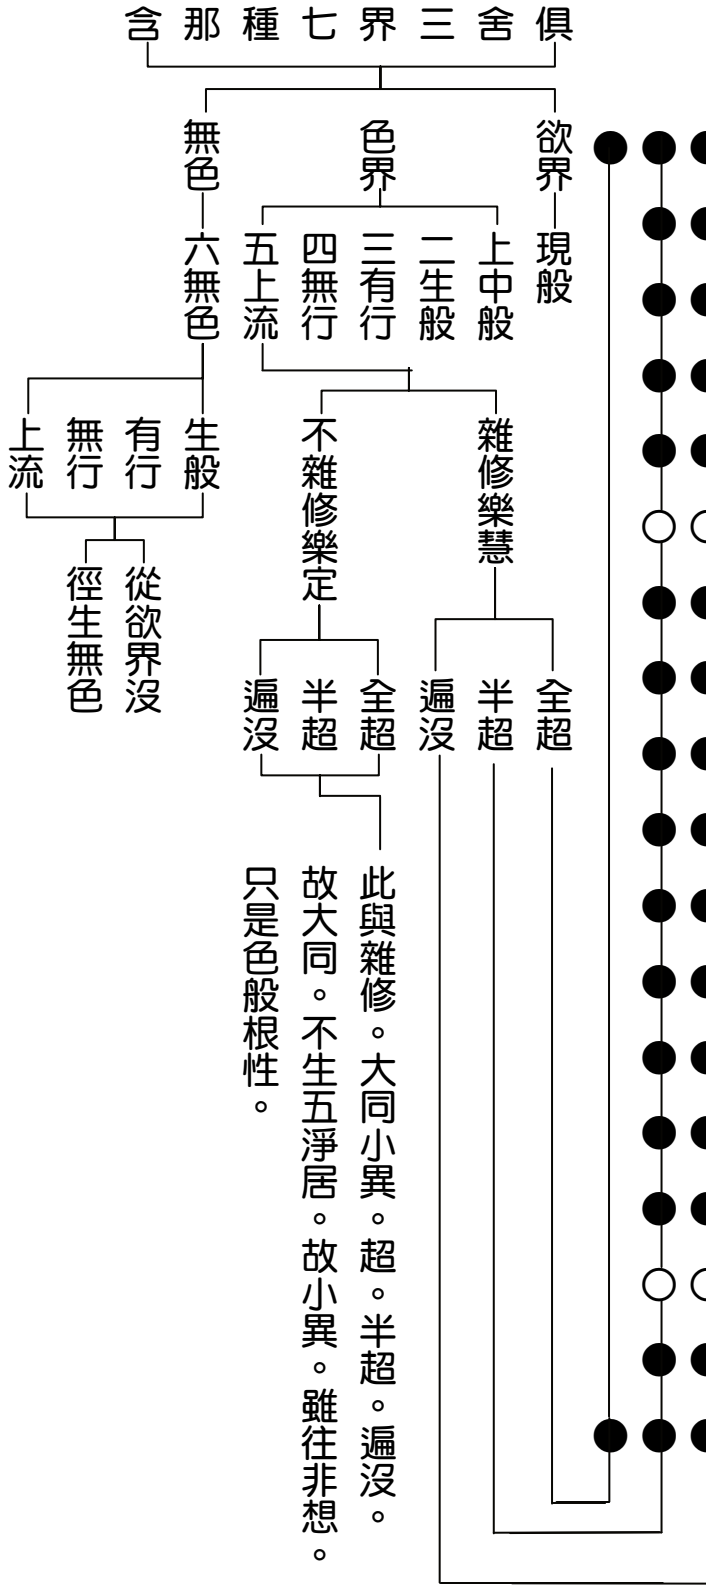 俱舍三界七種那含
欲界
現般
色界
上中般
二生般
三有行
四無行
五上流
雜修樂慧
全超
半超
遍沒
不雜修樂定
全超
半超
遍沒
此與雜修。大同小異。超。半超。遍沒。
故大同。不生五淨居。故小異。雖往非想。
只是色般根性。
無色
六無色
生般
有行
無行
上流
從欲界沒
徑生無色